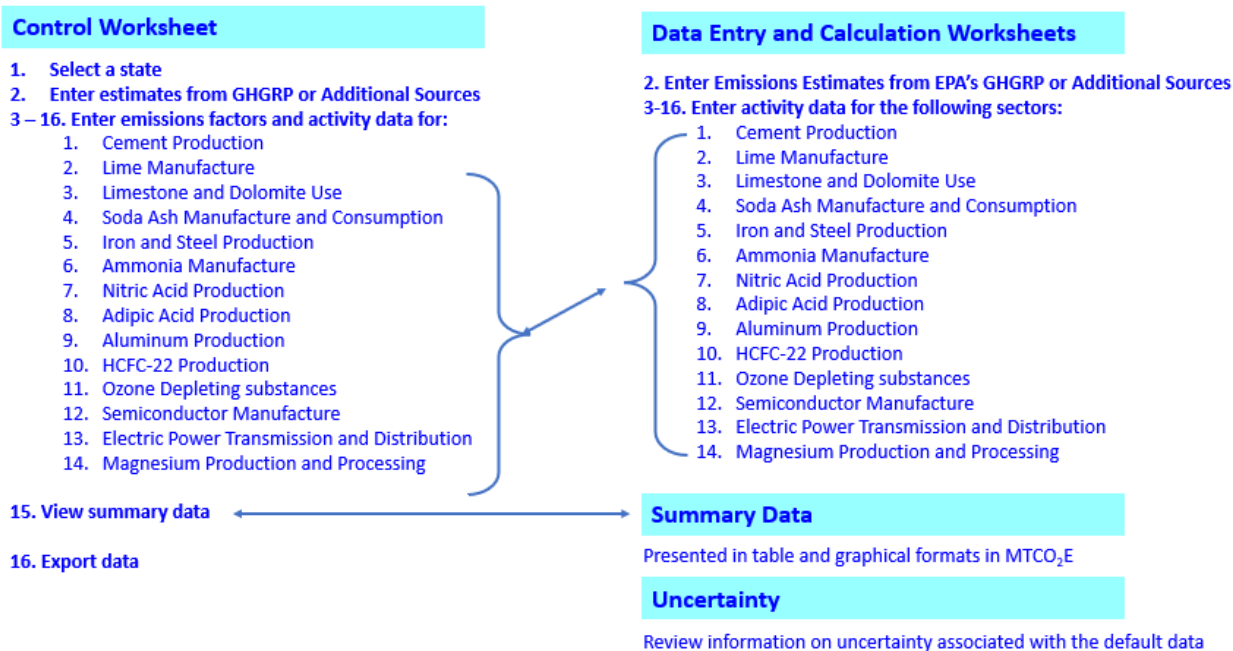 Control Worksheet
1. Select a state
2. Enter estimates from GHGRP or Additional Sources
3 – 16. Enter emissions factors and activity data for:
1. Cement Production
2. Lime Manufacture
3. Limestone and Dolomite Use
4. Soda Ash Manufacture and Consumption
5. Iron and Steel Production
6. Ammonia Manufacture
7. Nitric Acid Production
8. Adipic Acid Production
9. Aluminum Production
10. HCFC-22 Production
11. Ozone Depleting substances
12. Semiconductor Manufacture
13. Electric Power Transmission and Distribution
14. Magnesium Production and Processing
15. View summary data
16. Export data
Data Entry and Calculation Worksheets
2. Enter Emissions Estimates from EPA’s GHGRP or Additional Sources
3-16. Enter activity data for the following sectors:
1. Cement Production
2. Lime Manufacture
3. Limestone and Dolomite Use
4. Soda Ash Manufacture and Consumption
5. Iron and Steel Production
6. Ammonia Manufacture
7. Nitric Acid Production
8. Adipic Acid Production
9. Aluminum Production
10. HCFC-22 Production
11. Ozone Depleting substances
12. Semiconductor Manufacture
13. Electric Power Transmission and Distribution
14. Magnesium Production and Processing
Summary Data
Presented in table and graphical formats in MTCO₂E
Uncertainty
Review information on uncertainty associated with the default data